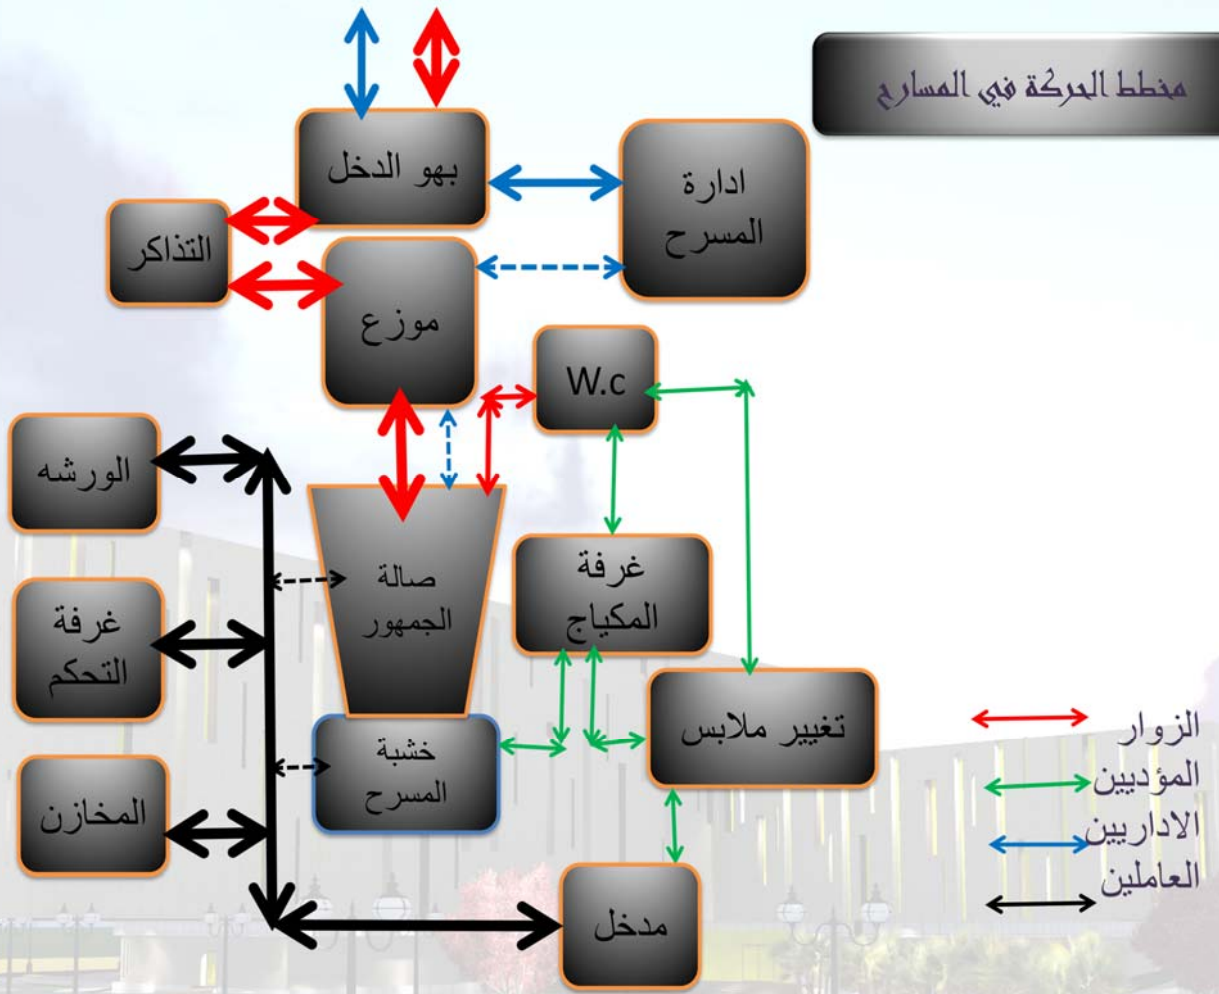 مخطط الحركة في المسارح
بهو الدخل
ادارة
المسرح
التذاكر
موزع
W.c
الورشه
صالة
الجمهور
غرفة
المكياج
غرفة
التحكم
تغيير ملابس
خشبة
المسرح
المخازن
مدخل
الزوار
المؤديين
الاداريين
العاملين